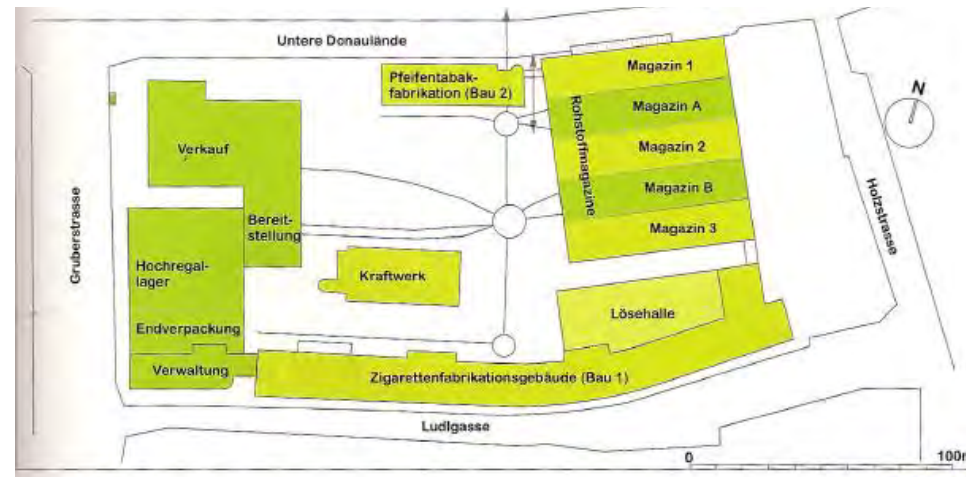 Untere Donaulände
Pfeifentabak-
fabrikation (Bau 2)
Magazin 1
Magazin A
Magazin 2
Magazin B
Magazin 3
Rohstoffmagazine
N
Verkauf
Bereit-
stellung
Gruberstrasse
Holzstrasse
Hochregal-
lager
Kraftwerk
Lösehalle
Endverpackung
Verwaltung
Zigarettenfabrikationsgebäude (Bau 1)
Ludlgasse
0
100m